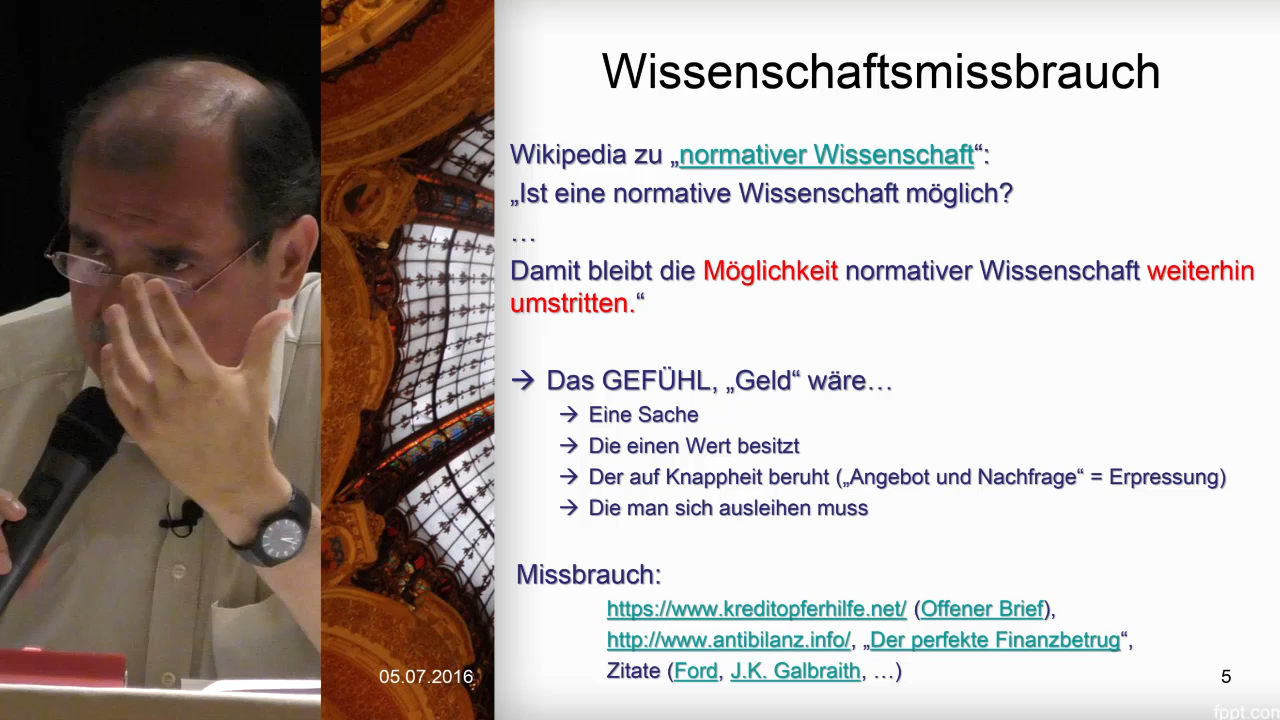 Wissenschaftsmissbrauch
Wikipedia zu „normativer Wissenschaft“:
„Ist eine normative Wissenschaft möglich?
…
Damit bleibt die Möglichkeit normativer Wissenschaft weiterhin
umstritten.“
→ Das GEFÜHL, „Geld“ wäre…
→ Eine Sache
→ Die einen Wert besitzt
→ Der auf Knappheit beruht („Angebot und Nachfrage“ = Erpressung)
→ Die man sich ausleihen muss
Missbrauch:
https://www.kreditopferhilfe.net/ (Offener Brief),
http://www.antibilanz.info/, „Der perfekte Finanzbetrug“,
Zitate (Ford, J.K. Galbraith, …)
05.07.2016
5
fppt.com